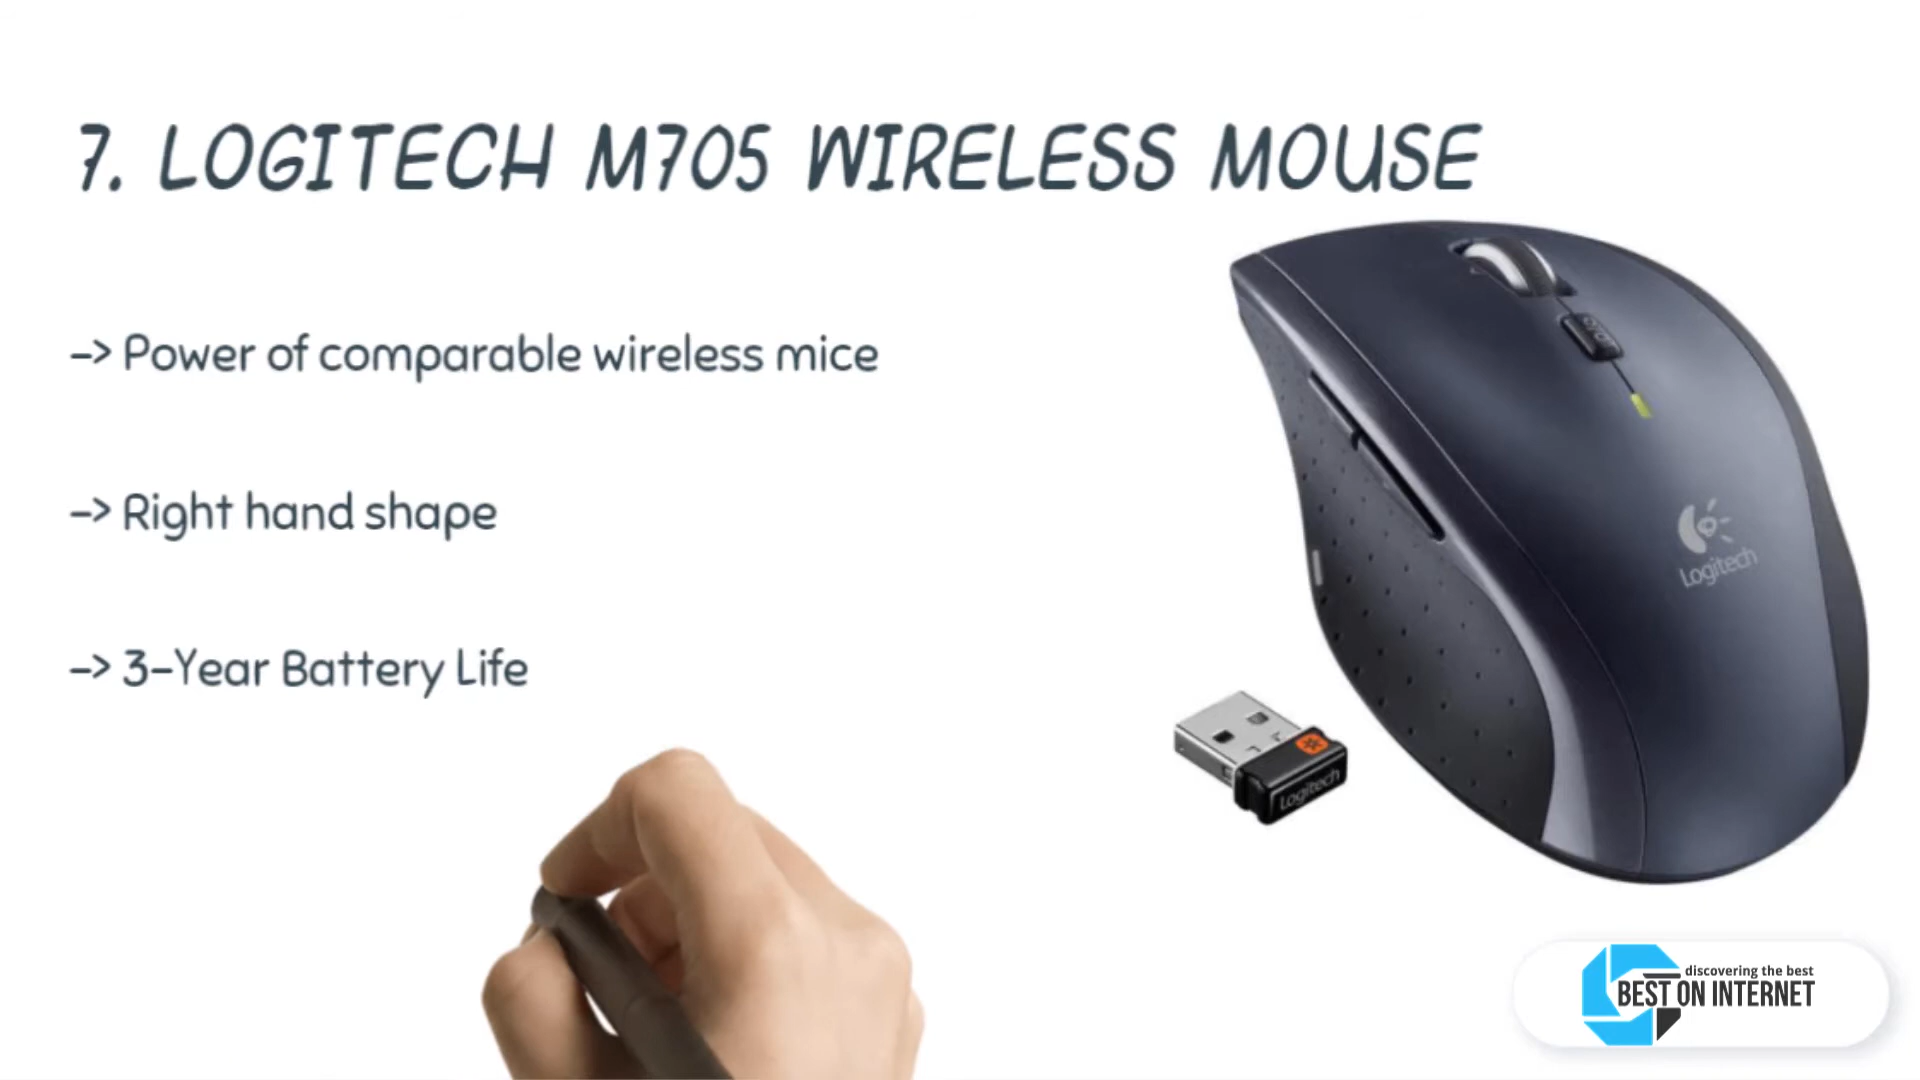 7. LOGITECH M705 WIRELESS MOUSE
-> Power of comparable wireless mice
-> Right hand shape
-> 3-Year Battery Life
Logitech
Logitech
discovering the best
BEST ON INTERNET